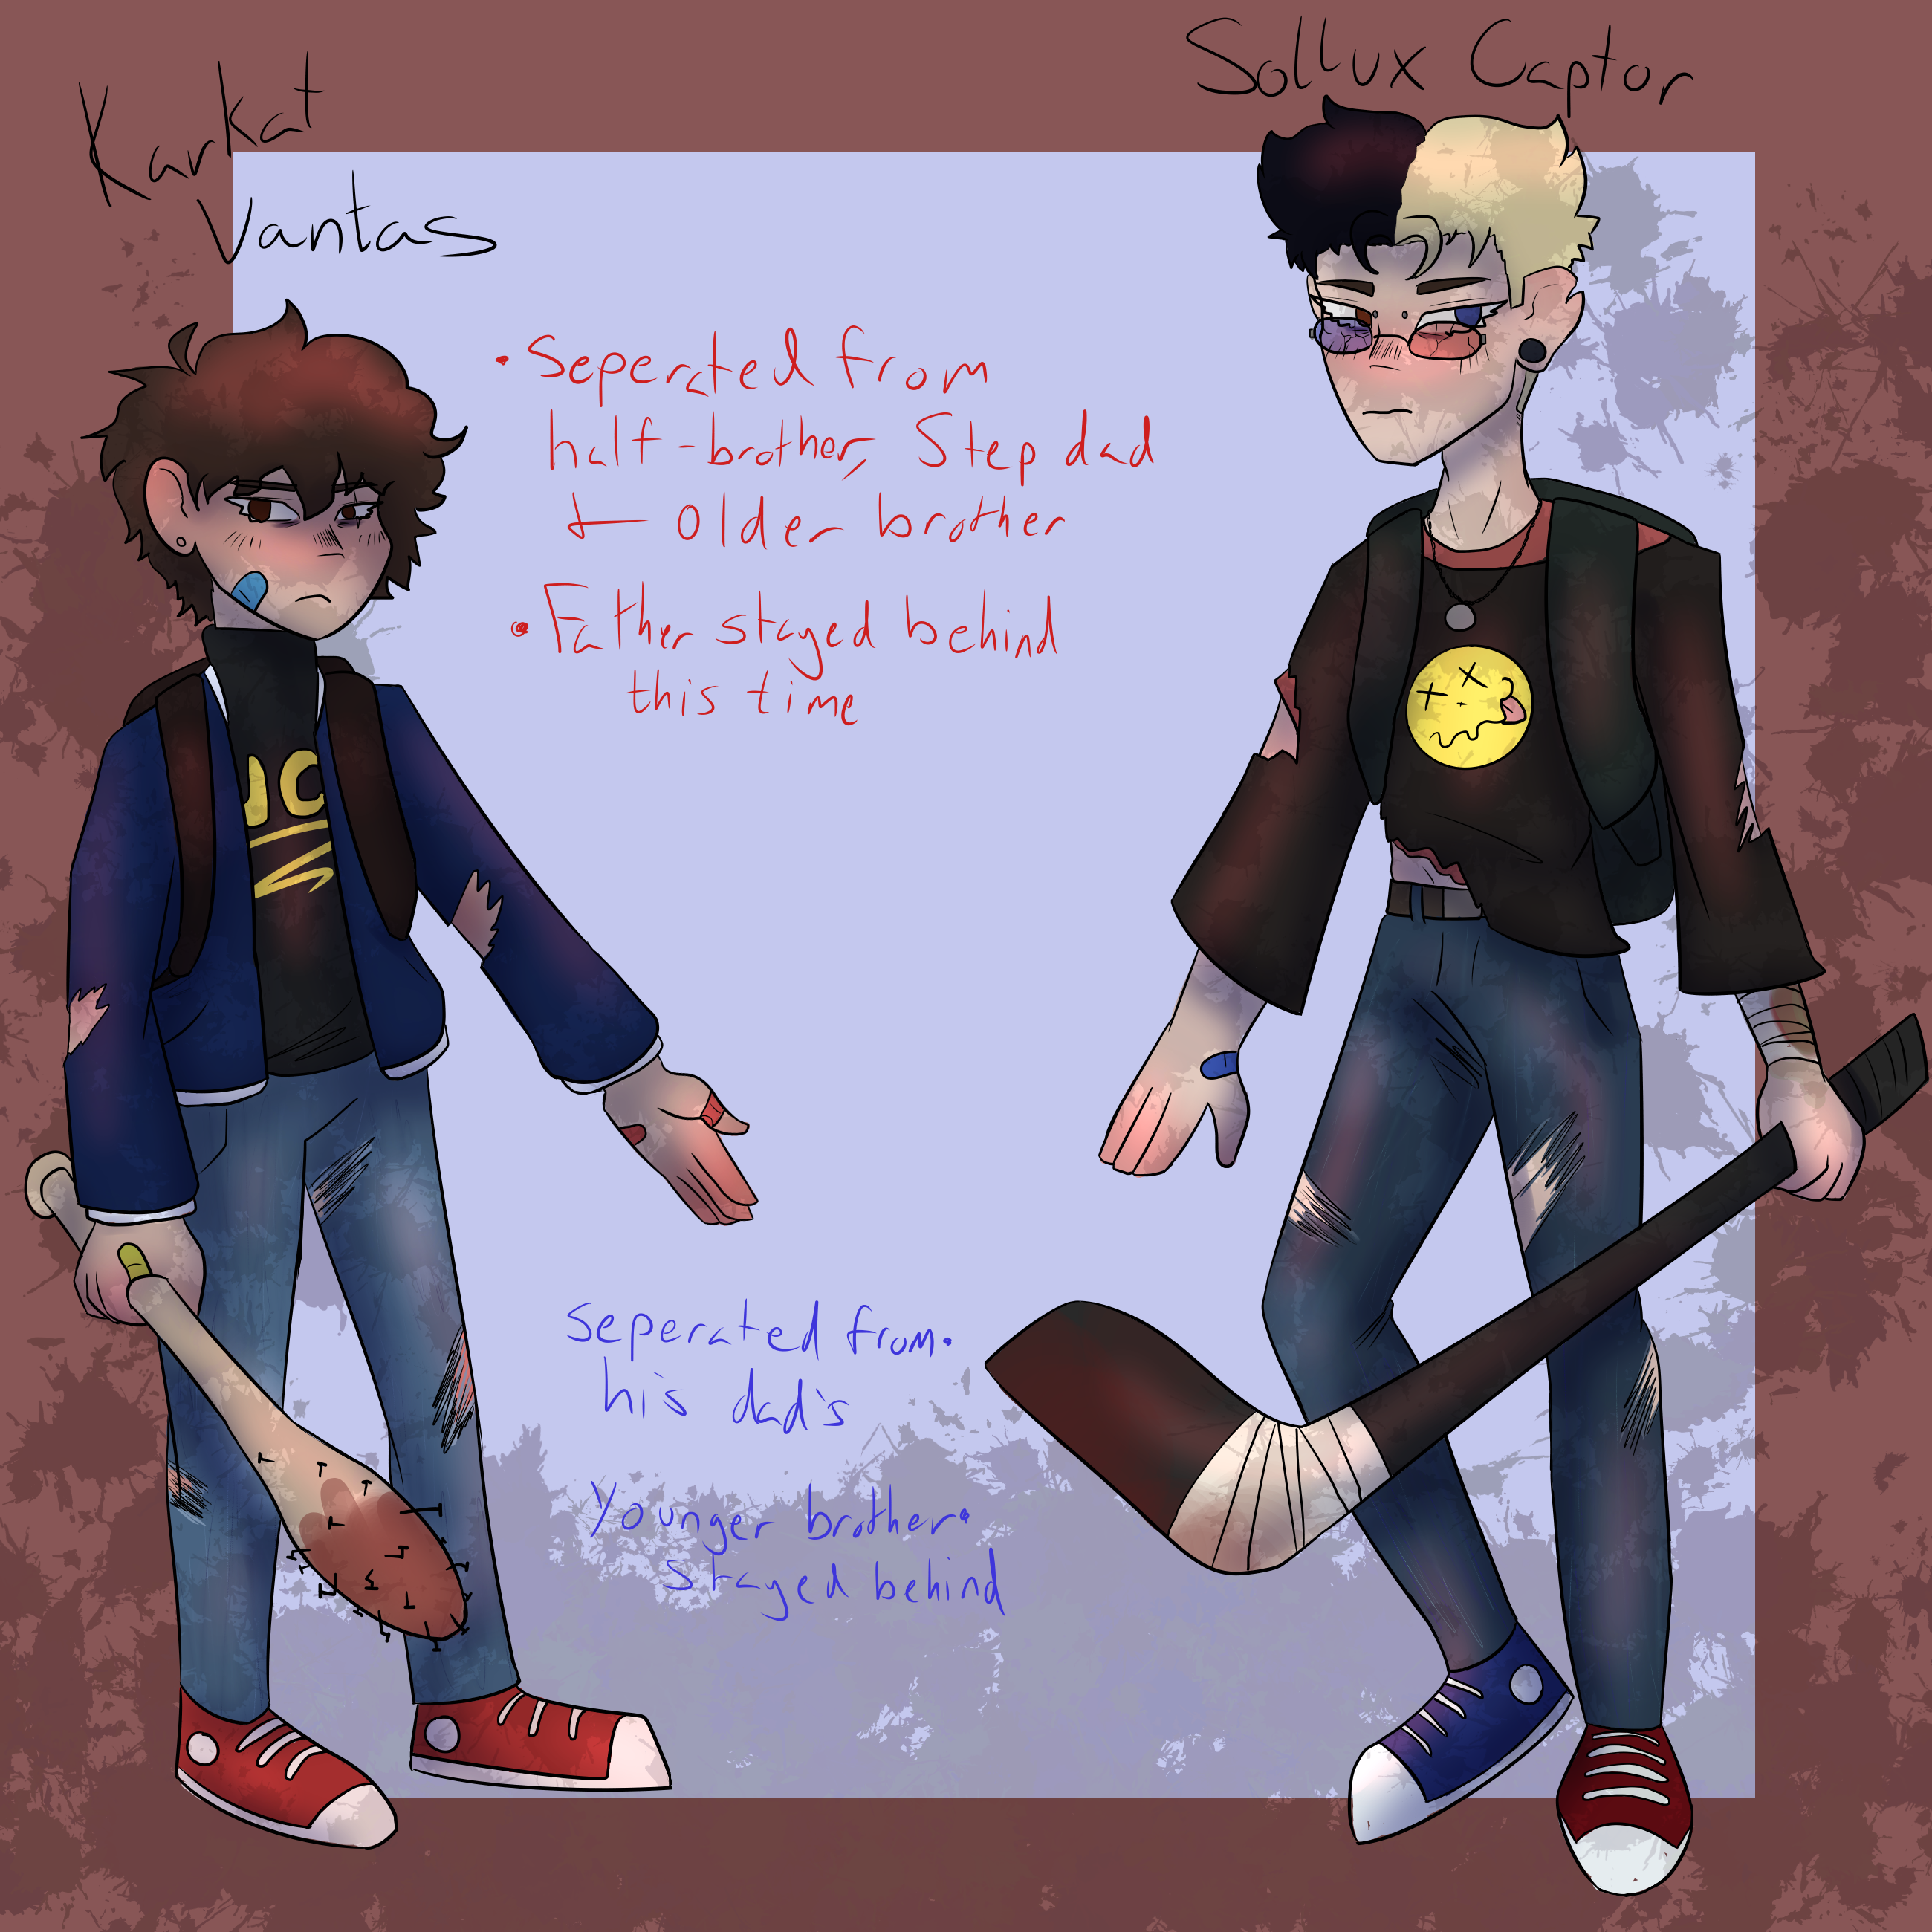 Karkat
Vantas
Sollux Captor
• Seperated from
half-brother, Step dad
+ older brother
• Father stayed behind
this time
Seperated from •
his dad's
Younger brother •
stayed behind